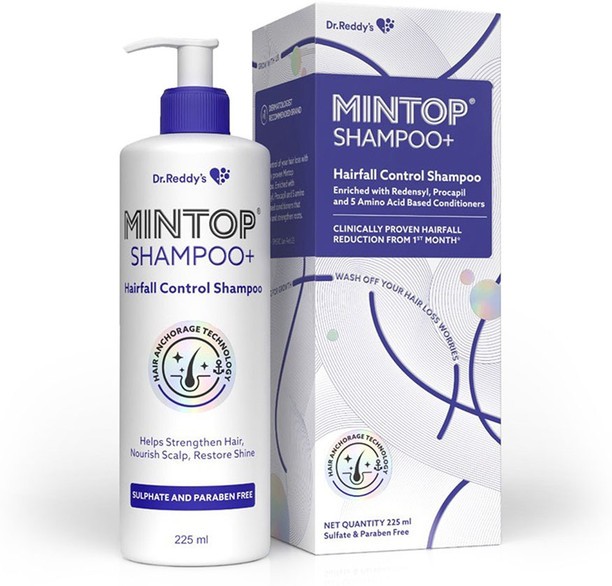 Dr.Reddy's
MINTOP®
SHAMPOO+
Hairfall Control Shampoo
HAIR ANCHORAGE TECHNOLOGY
Helps Strengthen Hair,
Nourish Scalp, Restore Shine
SULPHATE AND PARABEN FREE
225 ml
GROW WITH US
DERMATOLOGIST
RECOMMENDED BRAND
Dr.Reddy's
MINTOP®
SHAMPOO+
Hairfall Control Shampoo
Enriched with Redensyl, Procapil
and 5 Amino Acid Based Conditioners
CLINICALLY PROVEN HAIRFALL
REDUCTION FROM 1ST MONTH*
WASH OFF YOUR HAIR LOSS WORRIES
HAIR ANCHORAGE TECHNOLOGY
NET QUANTITY 225 ml
Sulfate & Paraben Free